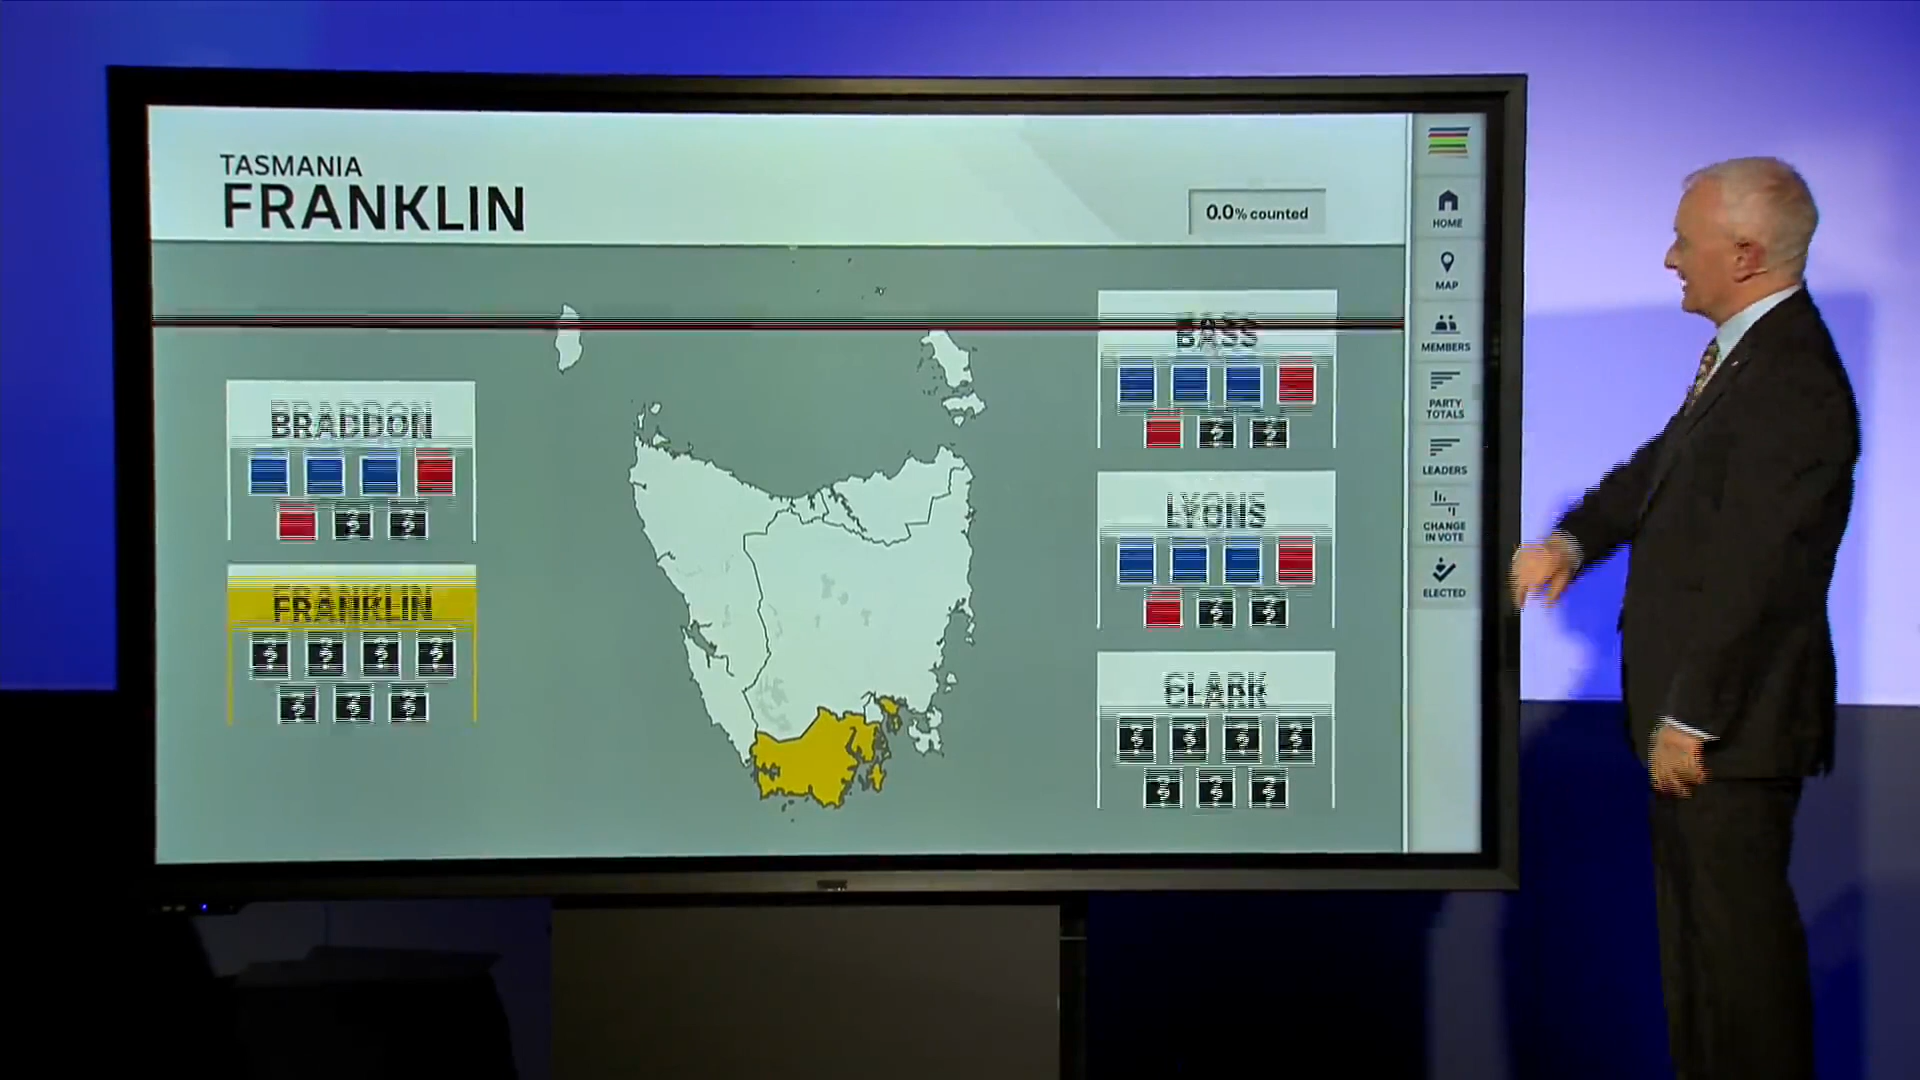 TASMANIA
FRANKLIN
0.0% counted
HOME
MAP
MEMBERS
PARTY
TOTALS
LEADERS
CHANGE
IN VOTE
ELECTED
BRADDON
? ?
FRANKLIN
? ? ? ?
? ? ?
BASS
? ?
LYONS
? ?
CLARK
? ? ? ?
? ? ?